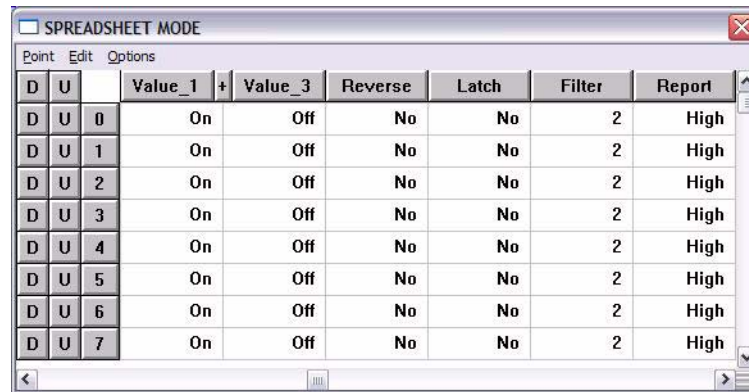 SPREADSHEET MODE
Point Edit Options
D U Value_1 + Value_3 Reverse Latch Filter Report
D U 0 On Off No No 2 High
D U 1 On Off No No 2 High
D U 2 On Off No No 2 High
D U 3 On Off No No 2 High
D U 4 On Off No No 2 High
D U 5 On Off No No 2 High
D U 6 On Off No No 2 High
D U 7 On Off No No 2 High